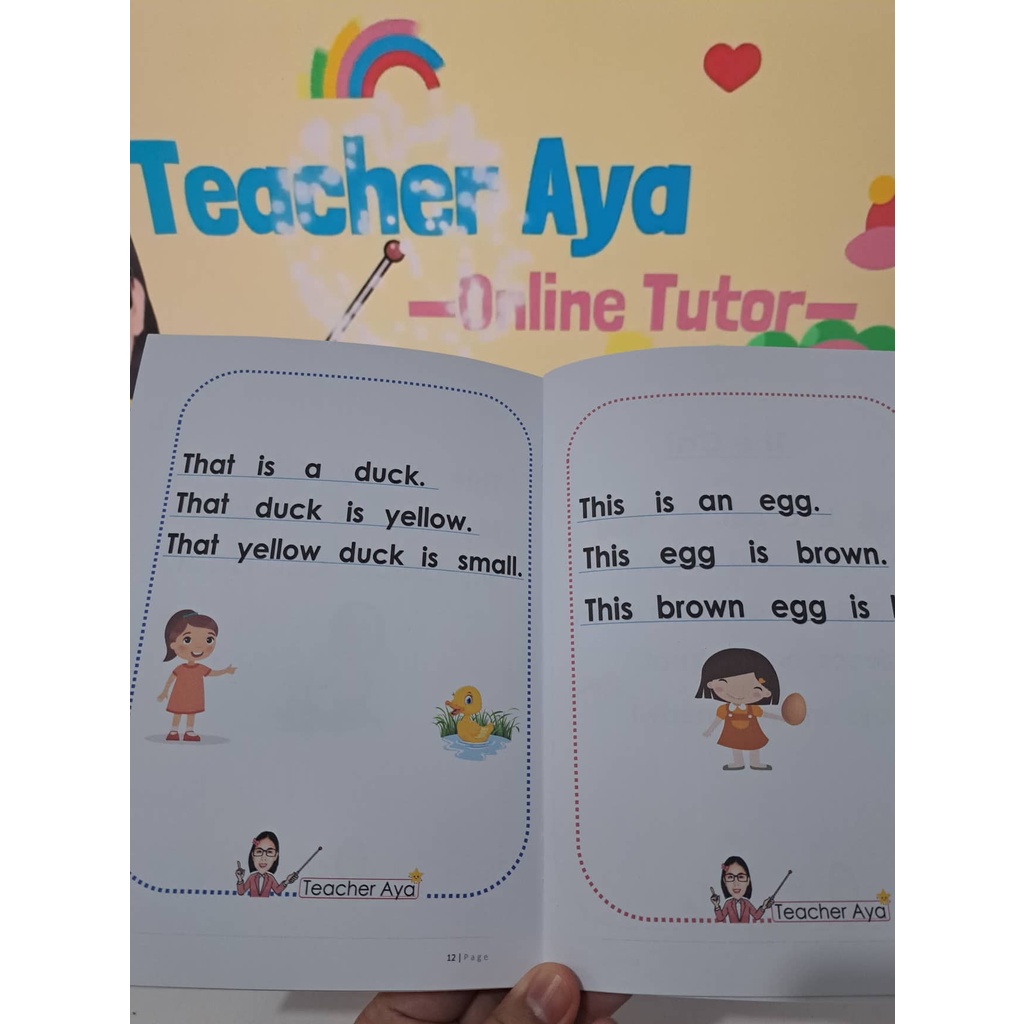 Teacher Aya
Online Tutor
That is a duck.
That duck is yellow.
That yellow duck is small.
Teacher Aya
12 | Page
This is an egg.
This egg is brown.
This brown egg is
Teacher Aya